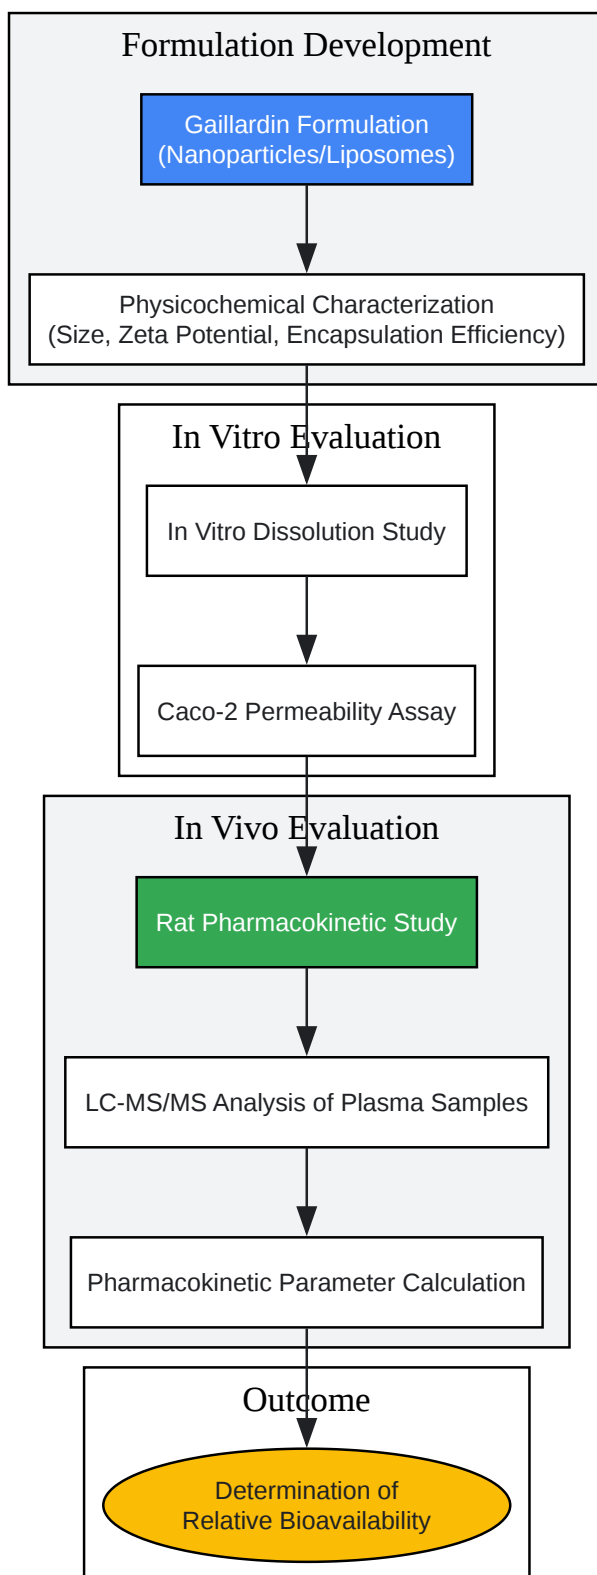 Formulation Development
Gaillardin Formulation
(Nanoparticles/Liposomes)
Physicochemical Characterization
(Size, Zeta Potential, Encapsulation Efficiency)
In Vitro Evaluation
In Vitro Dissolution Study
Caco-2 Permeability Assay
In Vivo Evaluation
Rat Pharmacokinetic Study
LC-MS/MS Analysis of Plasma Samples
Pharmacokinetic Parameter Calculation
Outcome
Determination of
Relative Bioavailability